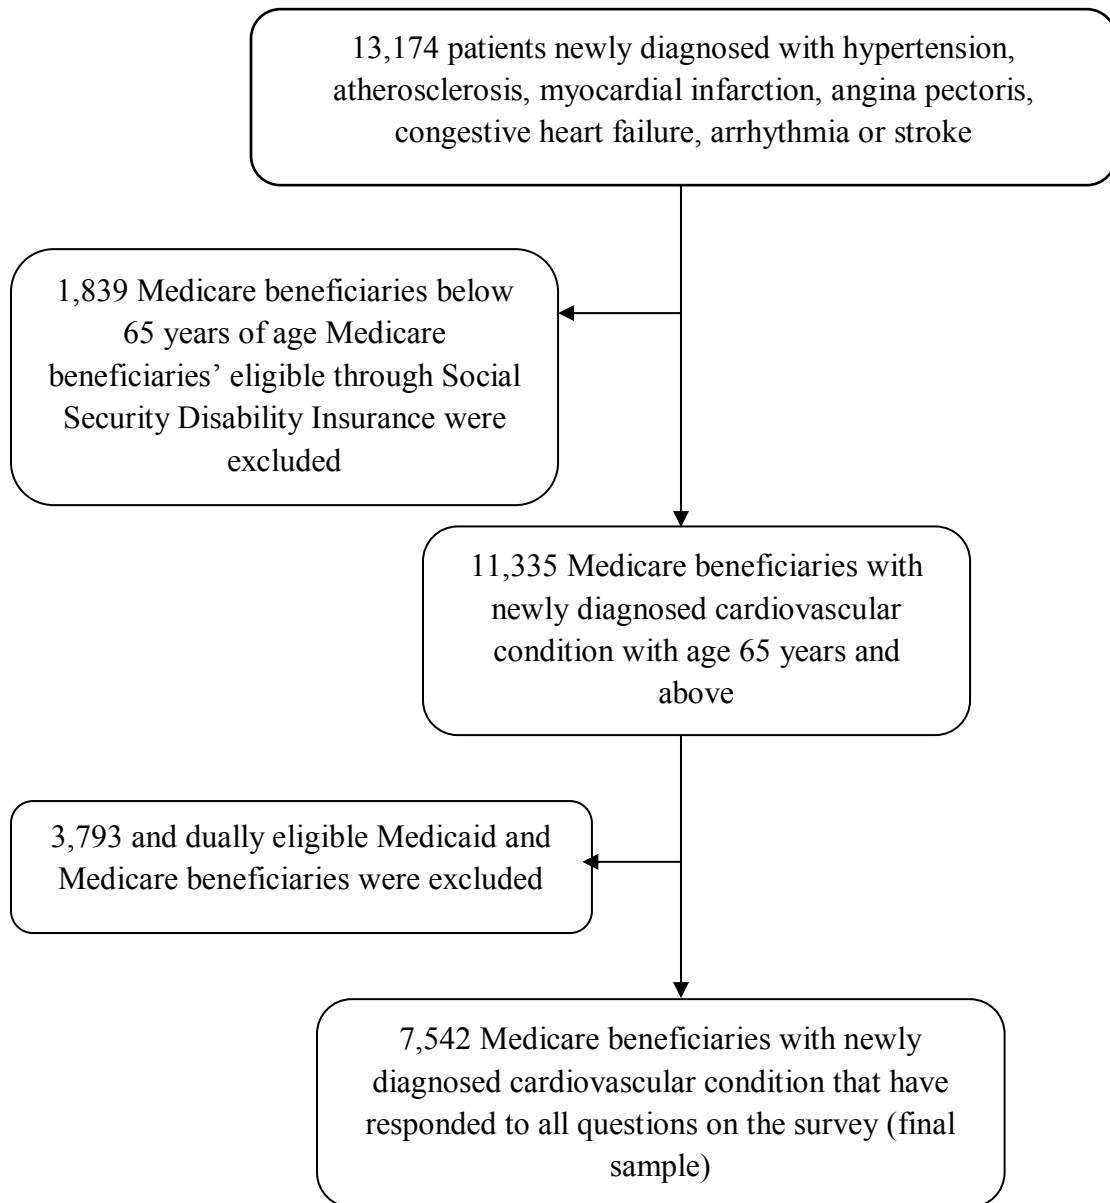 13,174 patients newly diagnosed with hypertension,
atherosclerosis, myocardial infarction, angina pectoris,
congestive heart failure, arrhythmia or stroke
1,839 Medicare beneficiaries below
65 years of age Medicare
beneficiaries’ eligible through Social
Security Disability Insurance were
excluded
11,335 Medicare beneficiaries with
newly diagnosed cardiovascular
condition with age 65 years and
above
3,793 and dually eligible Medicaid and
Medicare beneficiaries were excluded
7,542 Medicare beneficiaries with newly
diagnosed cardiovascular condition that have
responded to all questions on the survey (final
sample)